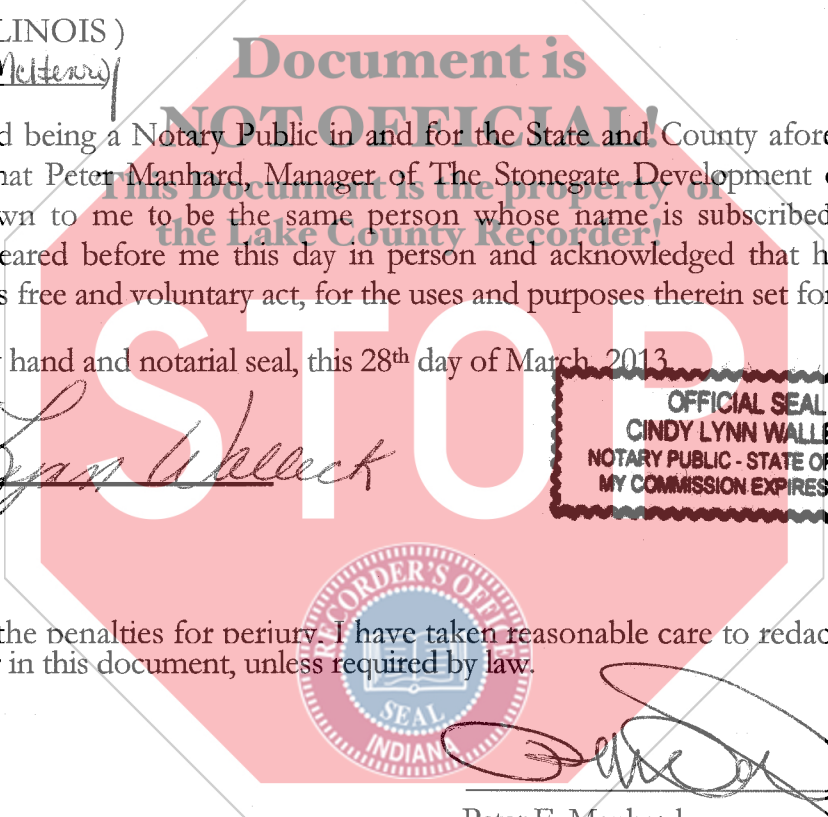 LINOIS )
McHenry
Document is
NOT OFFICIAL!
d being a Notary Public in and for the State and County afore
hat Peter Manhard, Manager of The Stonegate Development
This Document is the property of
wn to me to be the same person whose name is subscribed
the Lake County Recorder!
eared before me this day in person and acknowledged that h
s free and voluntary act, for the uses and purposes therein set for
STOP
hand and notarial seal, this 28th day of March, 2013
OFFICIAL SEAL
CINDY LYNN WALLE
NOTARY PUBLIC - STATE OF
MY COMMISSION EXPIRES
Lynn Walleck
RECORDER'S OFFICE
the penalties for perjury, I have taken reasonable care to redac
in this document, unless required by law.
SEAL
INDIANA
Peter E. Manhard